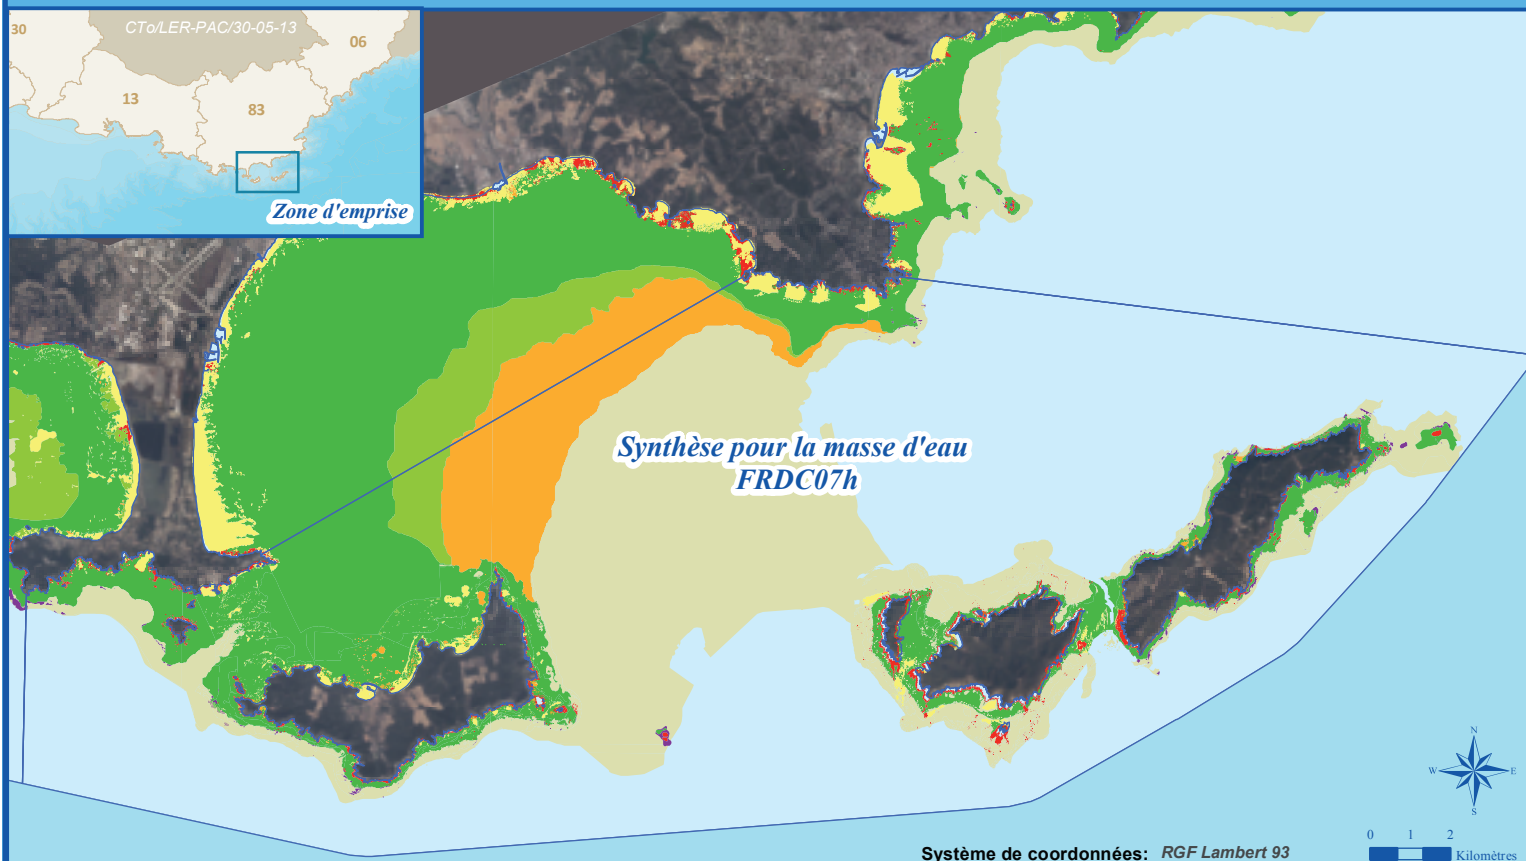 CTo/LER-PAC/30-05-13
30
06
13
83
Zone d'emprise
Synthèse pour la masse d'eau
FRDC07h
N
W
E
S
0 1 2
Kilomètres
Système de coordonnées: RGF Lambert 93